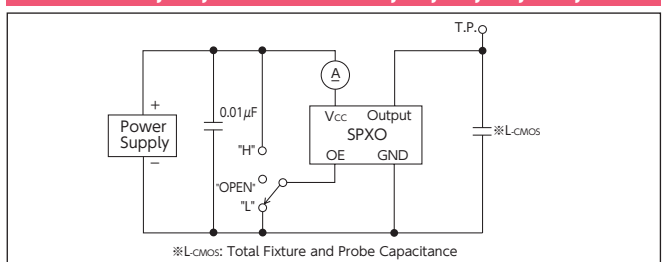 T.P.
A
+
Power
Supply
−
0.01μF
"H"
"OPEN"
"L"
Vcc Output
SPXO
OE GND
※L-CMOS
※L-CMOS: Total Fixture and Probe Capacitance